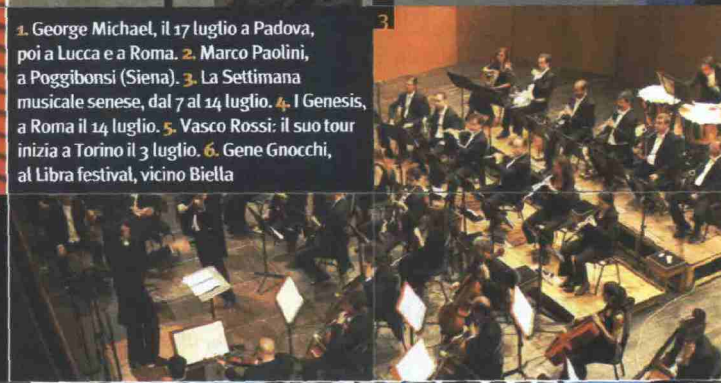 1. George Michael, il 17 luglio a Padova,
poi a Lucca e a Roma. 2. Marco Paolini,
a Poggibonsi (Siena). 3. La Settimana
musicale senese, dal 7 al 14 luglio. 4. I Genesis,
a Roma il 14 luglio. 5. Vasco Rossi: il suo tour
inizia a Torino il 3 luglio. 6. Gene Gnocchi,
al Libra festival, vicino Biella
3